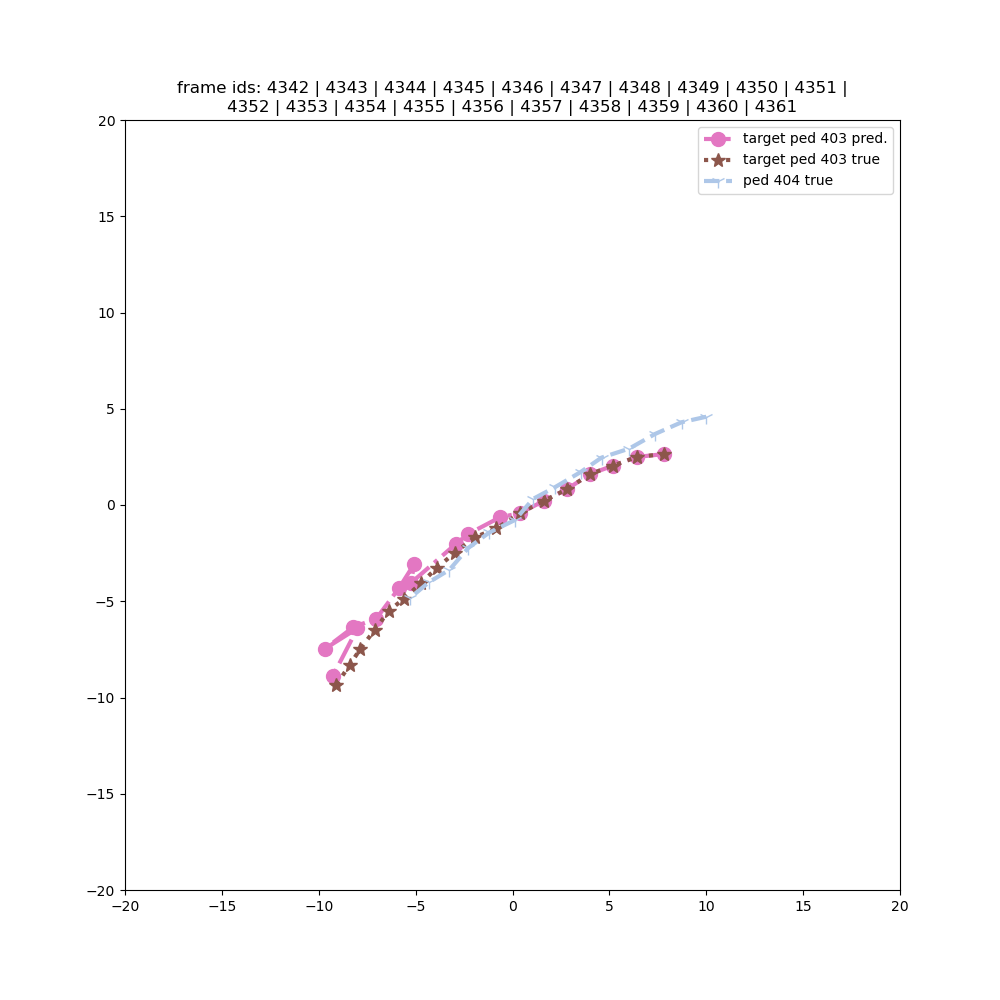 frame ids: 4342 | 4343 | 4344 | 4345 | 4346 | 4347 | 4348 | 4349 | 4350 | 4351 |
4352 | 4353 | 4354 | 4355 | 4356 | 4357 | 4358 | 4359 | 4360 | 4361
target ped 403 pred.
target ped 403 true
ped 404 true
20
15
10
5
0
−5
−10
−15
−20
−20 −15 −10 −5 0 5 10 15 20